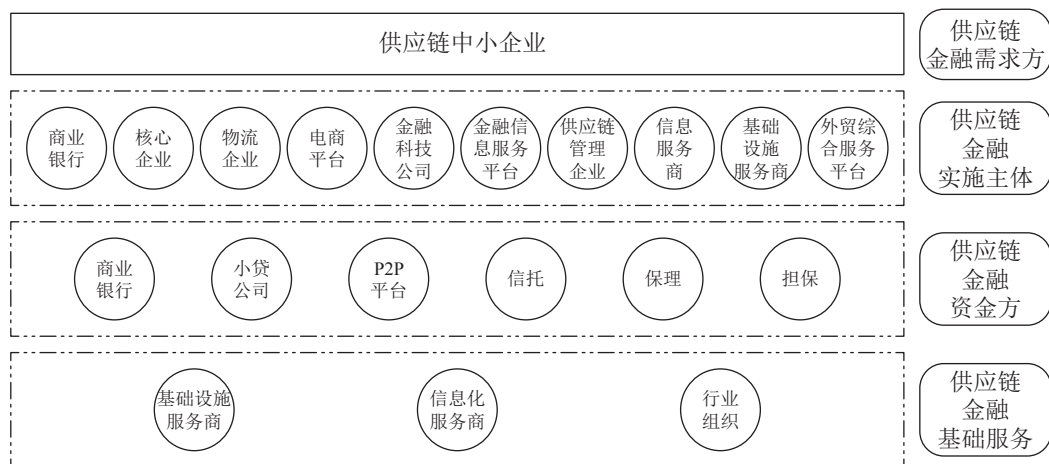 供应链中小企业
供应链
金融需求方
商业
银行
核心
企业
物流
企业
电商
平台
金融
科技
公司
金融信
息服务
平台
供应链
管理
企业
信息
服务
商
基础
设施
服务商
外贸综
合服务
平台
供应链
金融
实施主体
商业
银行
小贷
公司
P2P
平台
信托
保理
担保
供应链
金融
资金方
基础设施
服务商
信息化
服务商
行业
组织
供应链
金融
基础服务